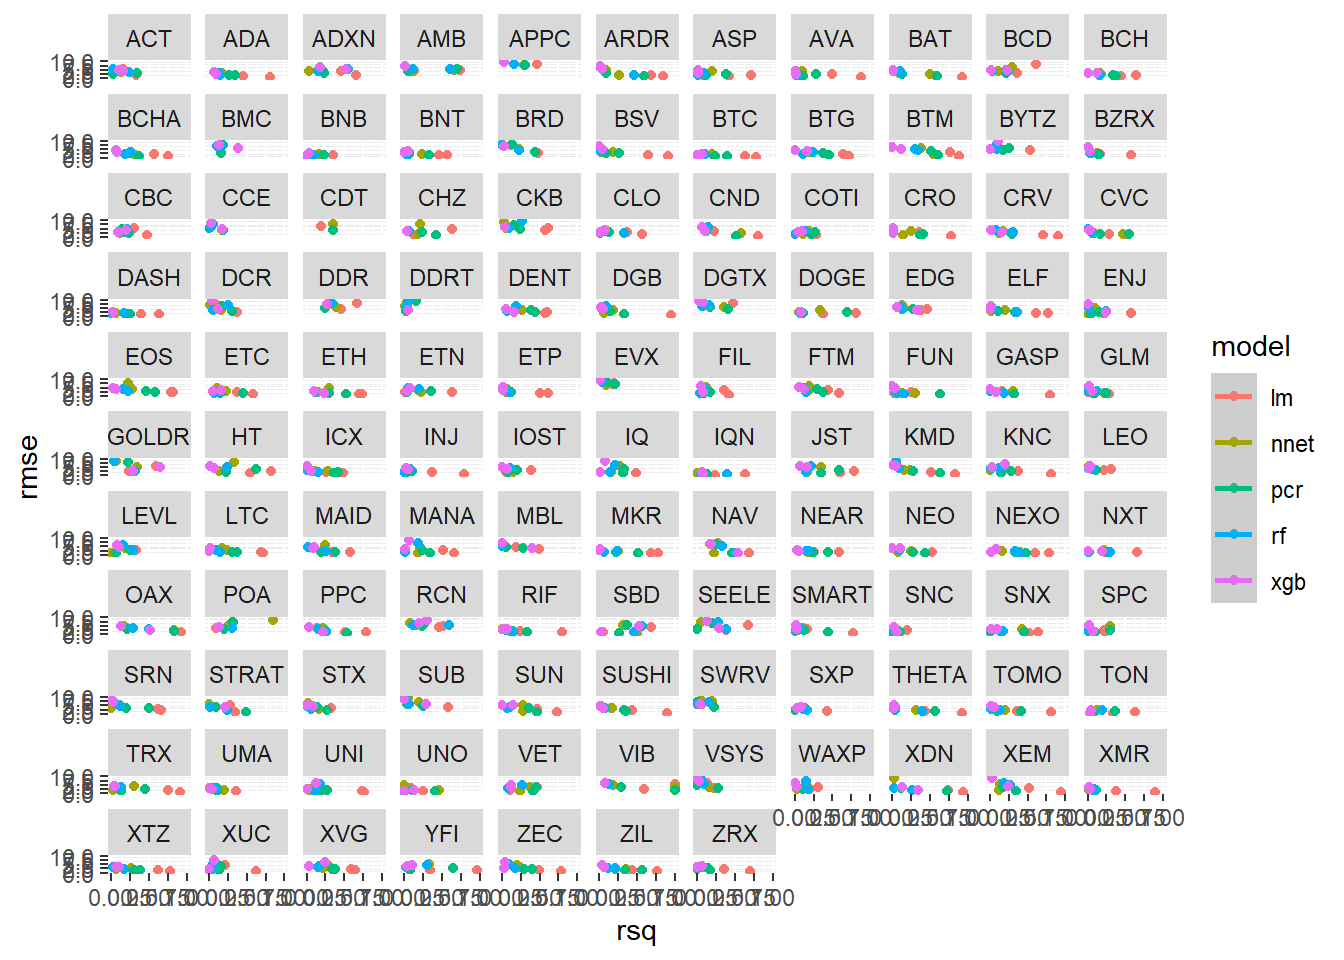 ACT ADA ADXN AMB APPC ARDR ASP AVA BAT BCD BCH
BCHA BMC BNB BNT BRD BSV BTC BTG BTM BYTZ BZRX
CBC CCE CDT CHZ CKB CLO CND COTI CRO CRV CVC
DASH DCR DDR DDRT DENT DGB DGTX DOGE EDG ELF ENJ
EOS ETC ETH ETN ETP EVX FIL FTM FUN GASP GLM
GOLDR HT ICX INJ IOST IQ IQN JST KMD KNC LEO
LEVL LTC MAID MANA MBL MKR NAV NEAR NEO NEXO NXT
OAX POA PPC RCN RIF SBD SEELE SMART SNC SNX SPC
SRN STRAT STX SUB SUN SUSHI SWRV SXP THETA TOMO TON
TRX UMA UNI UNO VET VIB VSYS WAXP XDN XEM XMR
XTZ XUC XVG YFI ZEC ZIL ZRX
rsq
rmse
model
lm
nnet
pcr
rf
xgb